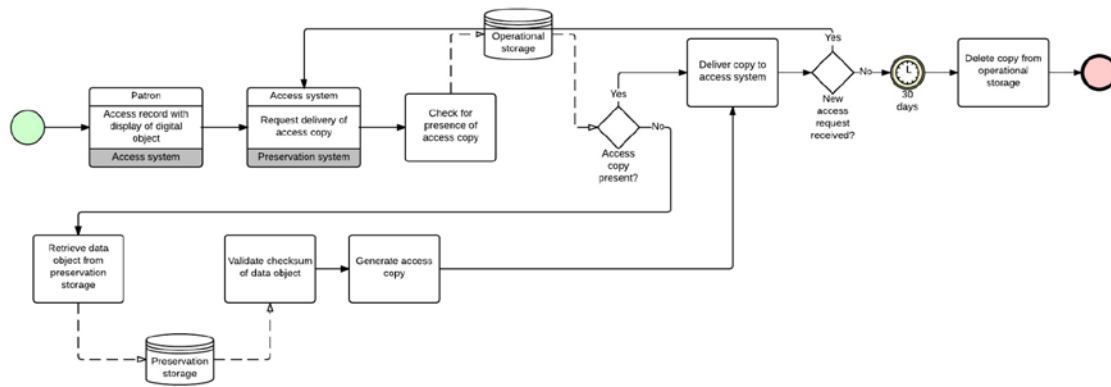 Operational
storage
Yes
Patron
Access record with
display of digital
object
Access system
Access system
Request delivery of
access copy
Preservation system
Check for
presence of
access copy
Yes
No
Access
copy
present?
Deliver copy to
access system
No
New
access
request
received?
30
days
Delete copy from
operational
storage
Retrieve data
object from
preservation
storage
Validate checksum
of data object
Generate access
copy
Preservation
storage